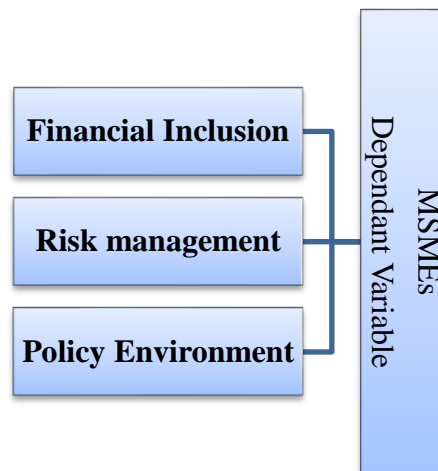 Financial Inclusion
Risk management
Policy Environment
MSMEs
Dependant Variable